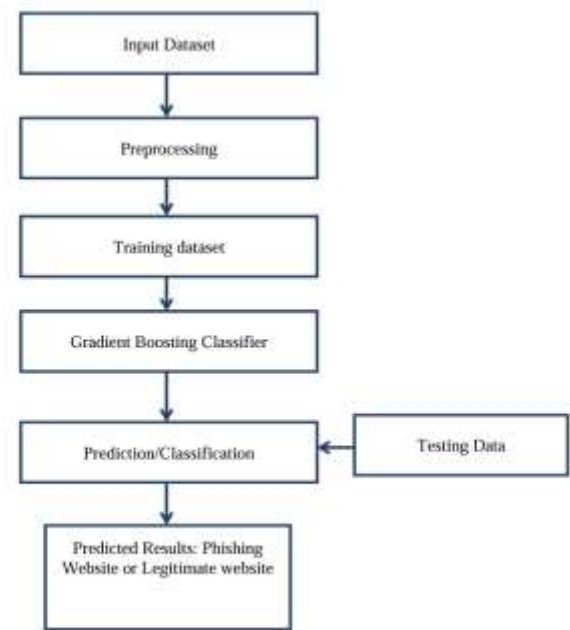 Input Dataset
Preprocessing
Training dataset
Gradient Boosting Classifier
Prediction/Classification
Testing Data
Predicted Results: Phishing
Website or Legitimate website